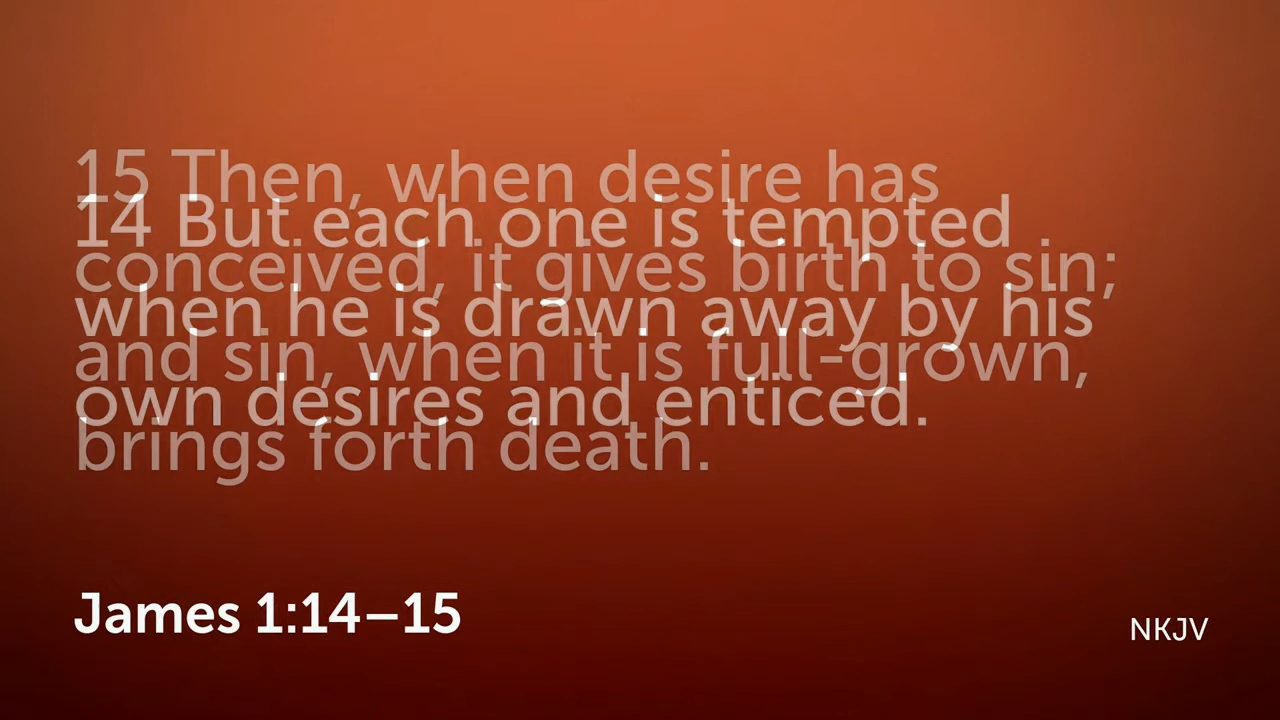 14 But each one is tempted
when he is drawn away by his
own desires and enticed.
15 Then, when desire has
conceived, it gives birth to sin;
and sin, when it is full-grown,
brings forth death.
James 1:14–15
NKJV